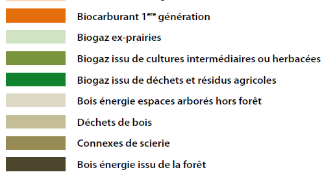 Biocarburant 1ère génération
Biogaz ex-prairies
Biogaz issu de cultures intermédiaires ou herbacées
Biogaz issu de déchets et résidus agricoles
Bois énergie espaces arborés hors forêt
Déchets de bois
Connexes de scierie
Bois énergie issu de la forêt